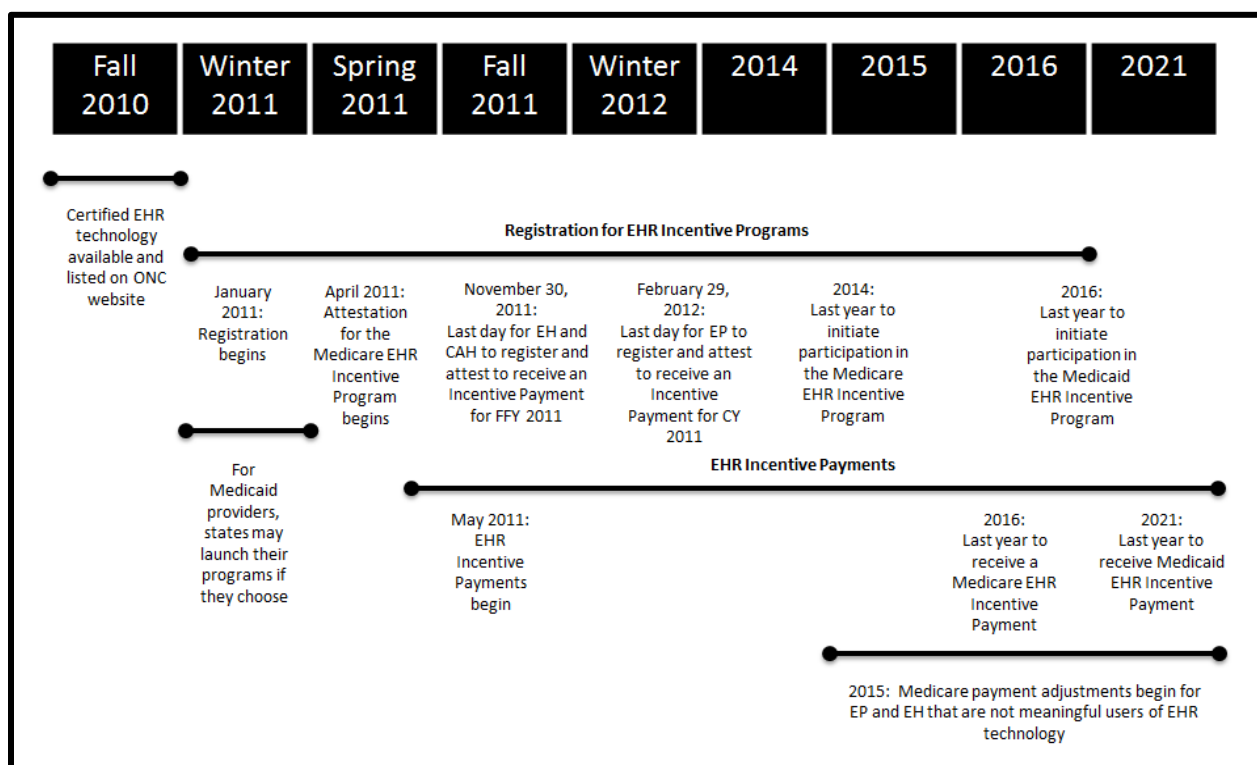 Fall
2010
Winter
2011
Spring
2011
Fall
2011
Winter
2012
2014
2015
2016
2021
Certified EHR
technology
available and
listed on ONC
website
Registration for EHR Incentive Programs
January
2011:
Registration
begins
April 2011:
Attestation
for the
Medicare EHR
Incentive
Program
begins
November 30,
2011:
Last day for EH and
CAH to register and
attest to receive an
Incentive Payment
for FFY 2011
February 29,
2012:
Last day for EP to
register and attest
to receive an
Incentive
Payment for CY
2011
2014:
Last year to
initiate
participation in
the Medicare
EHR Incentive
Program
2016:
Last year to
initiate
participation in
the Medicaid
EHR Incentive
Program
For
Medicaid
providers,
states may
launch their
programs if
they choose
EHR Incentive Payments
May 2011:
EHR
Incentive
Payments
begin
2016:
Last year to
receive a
Medicare EHR
Incentive
Payment
2021:
Last year to
receive Medicaid
EHR Incentive
Payment
2015:  Medicare payment adjustments begin for
EP and EH that are not meaningful users of EHR
technology